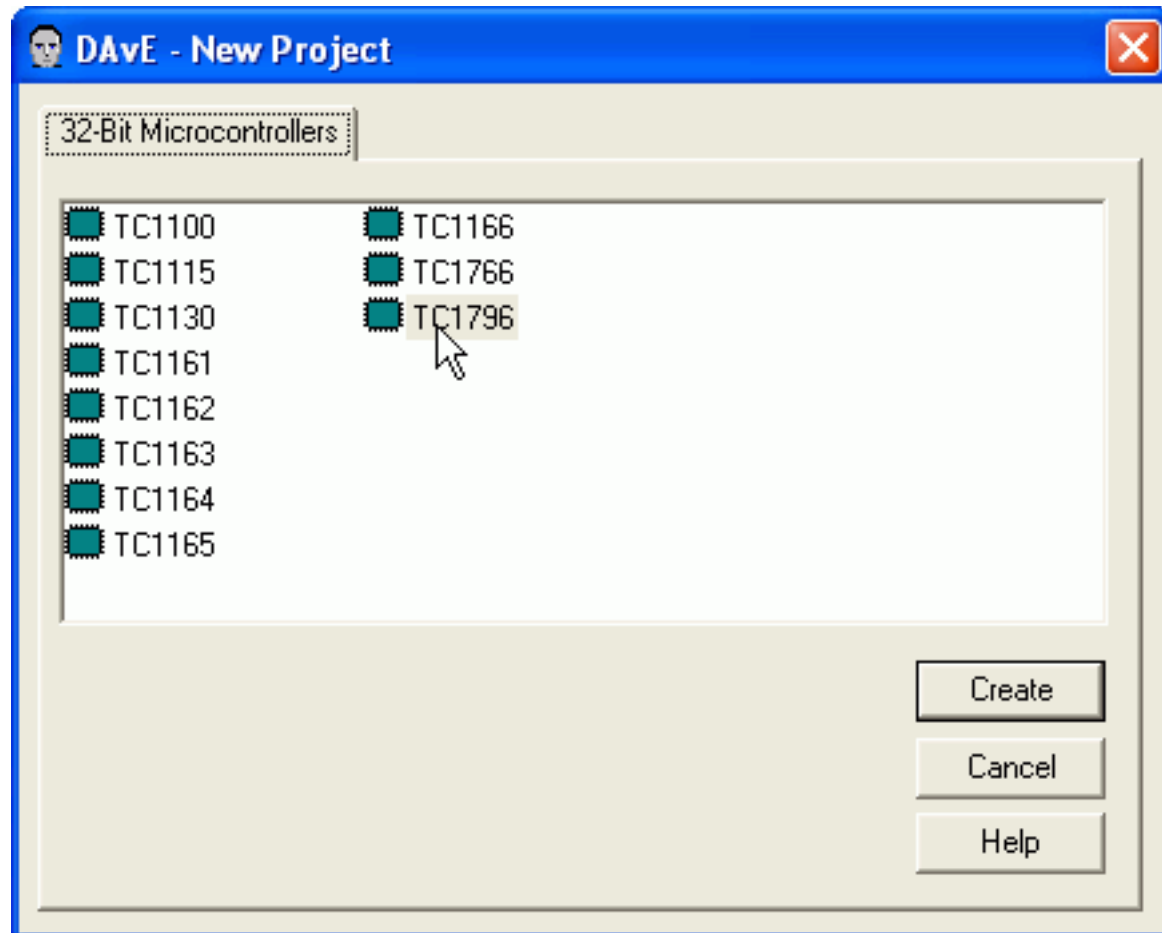 DAvE - New Project
32-Bit Microcontrollers
TC1100
TC1115
TC1130
TC1161
TC1162
TC1163
TC1164
TC1165
TC1166
TC1766
TC1796
Create
Cancel
Help